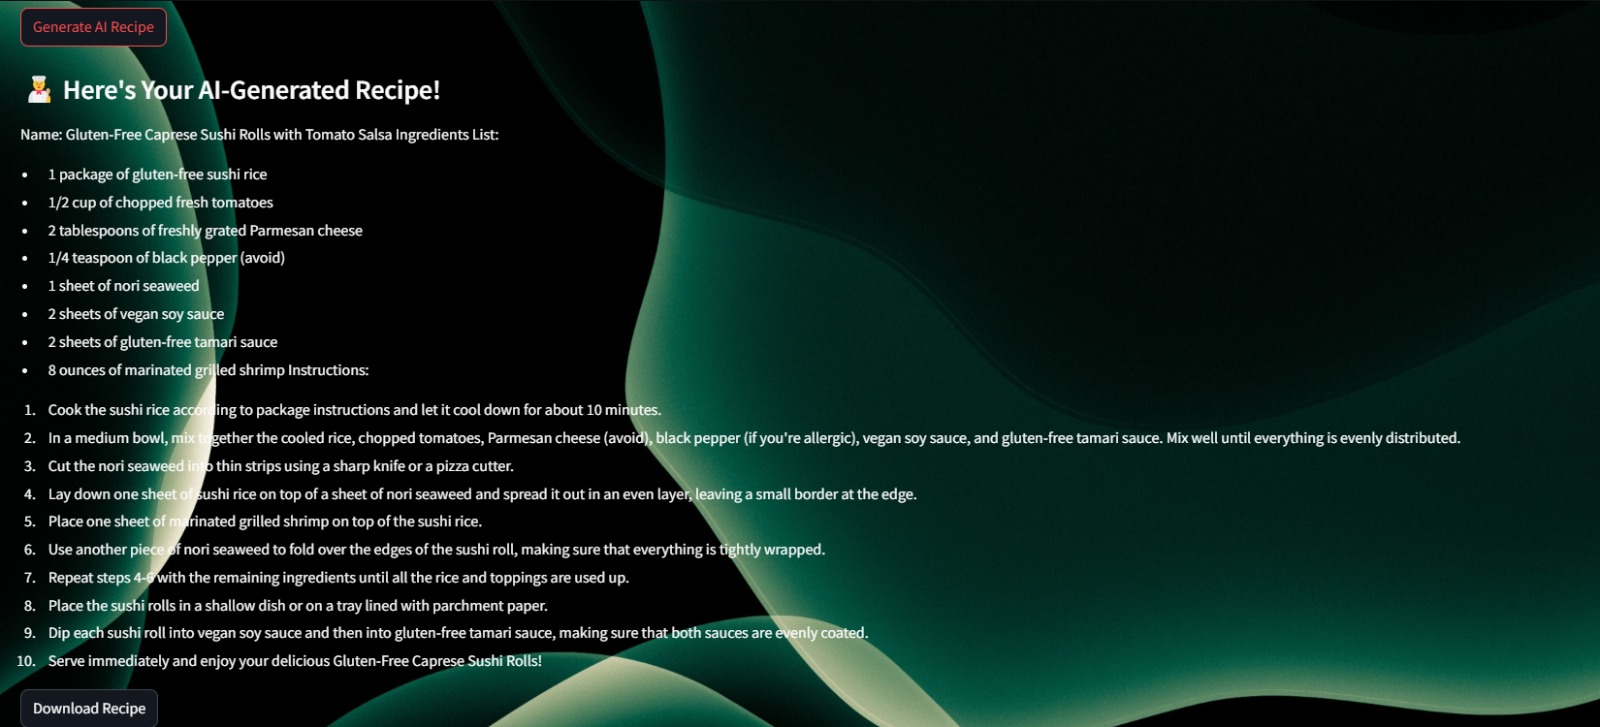 Generate AI Recipe
Here's Your AI-Generated Recipe!
Name: Gluten-Free Caprese Sushi Rolls with Tomato Salsa Ingredients List:
• 1 package of gluten-free sushi rice
• 1/2 cup of chopped fresh tomatoes
• 2 tablespoons of freshly grated Parmesan cheese
• 1/4 teaspoon of black pepper (avoid)
• 1 sheet of nori seaweed
• 2 sheets of vegan soy sauce
• 2 sheets of gluten-free tamari sauce
• 8 ounces of marinated grilled shrimp Instructions:
1. Cook the sushi rice according to package instructions and let it cool down for about 10 minutes.
2. In a medium bowl, mix together the cooled rice, chopped tomatoes, Parmesan cheese (avoid), black pepper (if you're allergic), vegan soy sauce, and gluten-free tamari sauce. Mix well until everything is evenly distributed.
3. Cut the nori seaweed into thin strips using a sharp knife or a pizza cutter.
4. Lay down one sheet of sushi rice on top of a sheet of nori seaweed and spread it out in an even layer, leaving a small border at the edge.
5. Place one sheet of marinated grilled shrimp on top of the sushi rice.
6. Use another piece of nori seaweed to fold over the edges of the sushi roll, making sure that everything is tightly wrapped.
7. Repeat steps 4-6 with the remaining ingredients until all the rice and toppings are used up.
8. Place the sushi rolls in a shallow dish or on a tray lined with parchment paper.
9. Dip each sushi roll into vegan soy sauce and then into gluten-free tamari sauce, making sure that both sauces are evenly coated.
10. Serve immediately and enjoy your delicious Gluten-Free Caprese Sushi Rolls!
Download Recipe